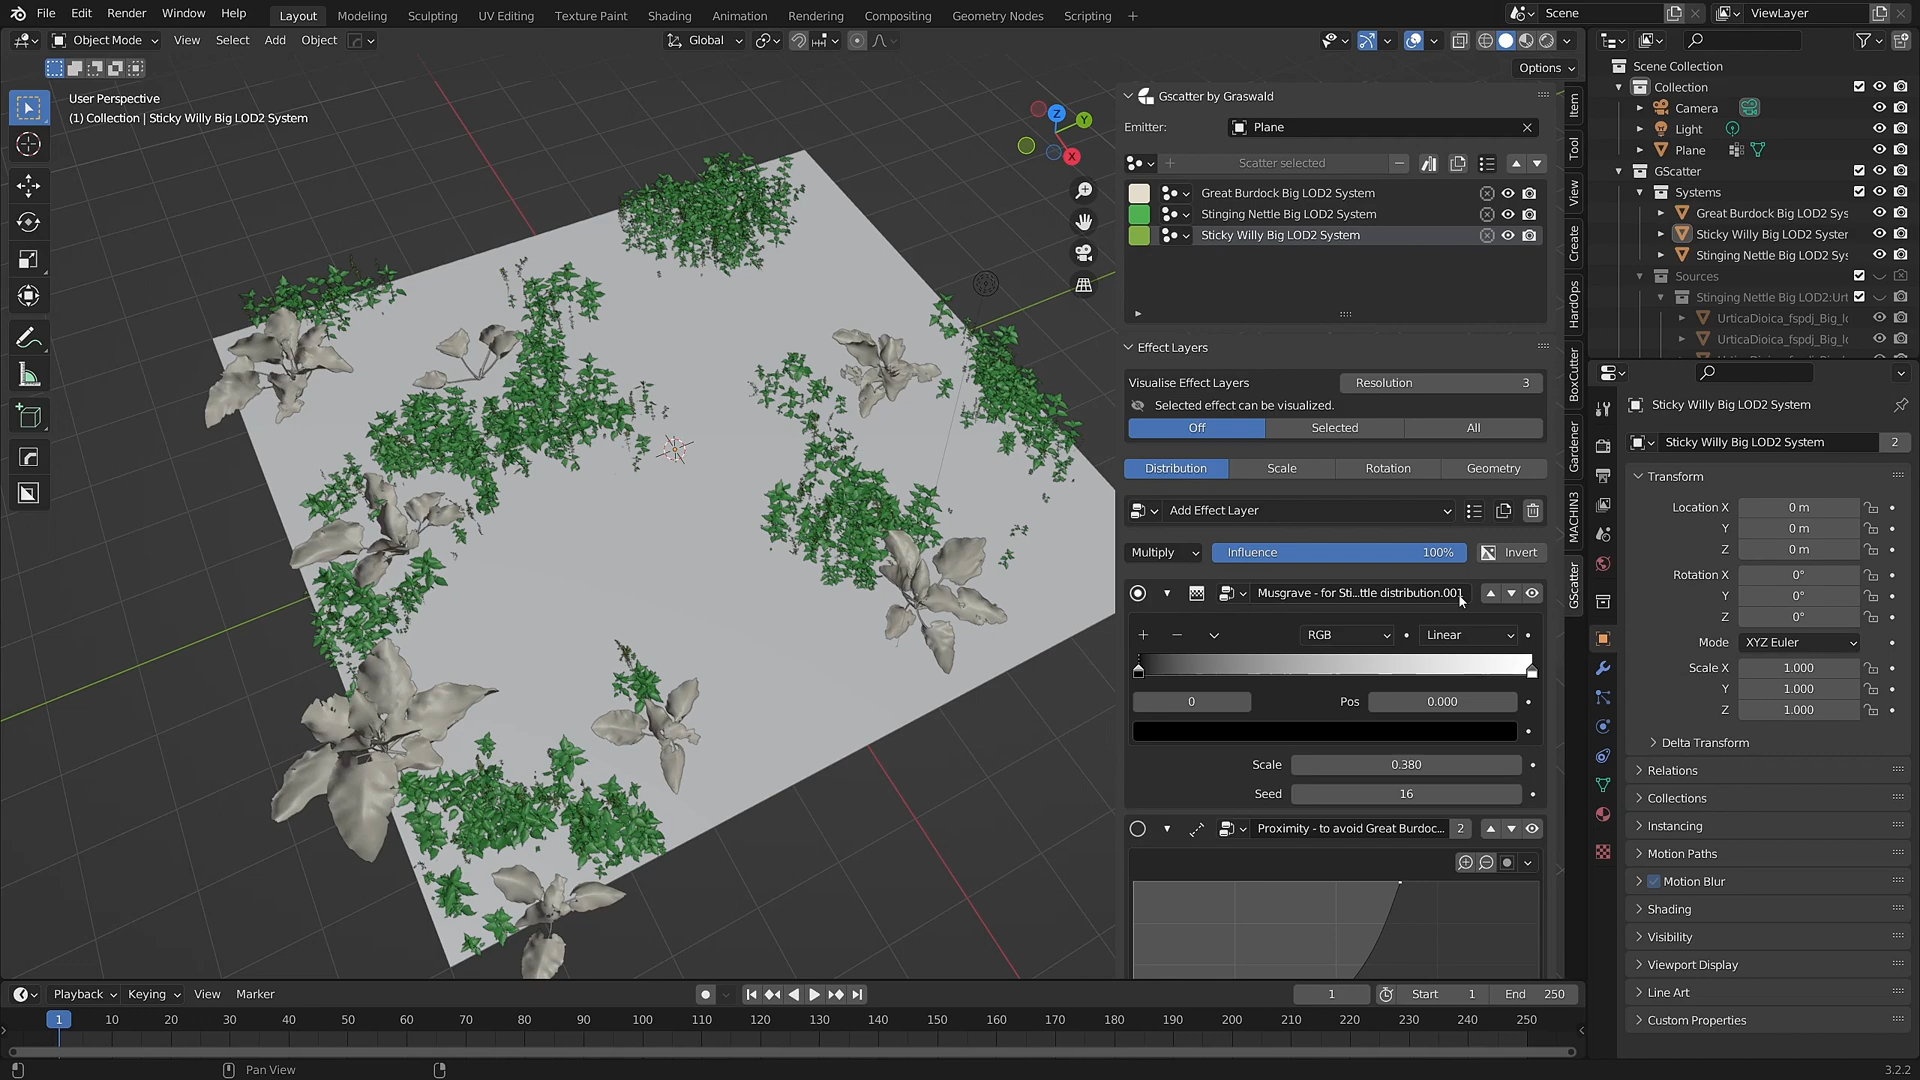 File Edit Render Window Help Layout Modeling Sculpting UV Editing Texture Paint Shading Animation Rendering Compositing Geometry Nodes Scripting + Scene ViewLayer
Object Mode View Select Add Object Global
Options
User Perspective
(1) Collection | Sticky Willy Big LOD2 System
Z
Y
X
Gscatter by Graswald
Emitter: Plane
Scatter selected
Great Burdock Big LOD2 System
Stinging Nettle Big LOD2 System
Sticky Willy Big LOD2 System
Effect Layers
Visualise Effect Layers Resolution 3
Selected effect can be visualized.
Off Selected All
Distribution Scale Rotation Geometry
Add Effect Layer
Multiply Influence 100% Invert
Musgrave - for Sti...ttle distribution.001
RGB Linear
0 Pos 0.000
Scale 0.380
Seed 16
Proximity - to avoid Great Burdoc... 2
Item
Tool
View
Create
HardOps
BoxCutter
Gardener
MACHIN3
GScatter
Scene Collection
Collection
Camera
Light
Plane
GScatter
Systems
Great Burdock Big LOD2 Sys
Sticky Willy Big LOD2 System
Stinging Nettle Big LOD2 Sys
Sources
Stinging Nettle Big LOD2:Urt
UrticaDioica_fspdj_Big_lo
UrticaDioica_fspdj_Big_lo
Sticky Willy Big LOD2 System
Sticky Willy Big LOD2 System 2
Transform
Location X 0 m
Y 0 m
Z 0 m
Rotation X 0°
Y 0°
Z 0°
Mode XYZ Euler
Scale X 1.000
Y 1.000
Z 1.000
Delta Transform
Relations
Collections
Instancing
Motion Paths
Motion Blur
Shading
Visibility
Viewport Display
Line Art
Custom Properties
Playback Keying View Marker 1 Start 1 End 250
1 10 20 30 40 50 60 70 80 90 100 110 120 130 140 150 160 170 180 190 200 210 220 230 240 250
Pan View 3.2.2